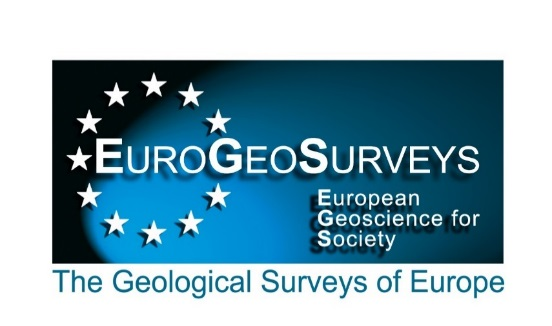 EUROGEOSURVEYS
European
Geoscience for
Society
The Geological Surveys of Europe